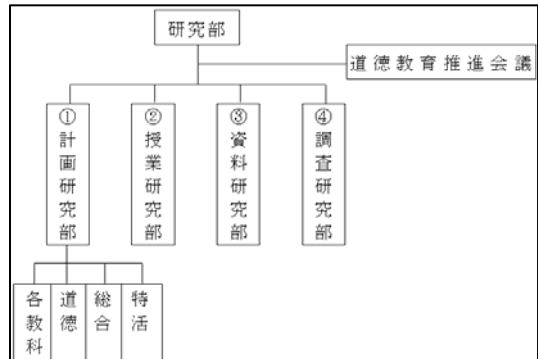 研究部
道徳教育推進会議
①計画研究部
②授業研究部
③資料研究部
④調査研究部
各教科
道徳
総合
特活